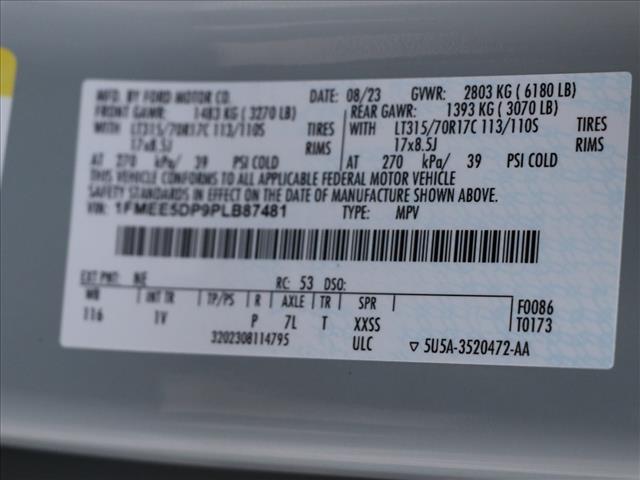 MFD. BY FORD MOTOR CO. DATE: 08/23 GVWR: 2803 KG ( 6180 LB)
FRONT GAWR: 1483 KG ( 3270 LB) REAR GAWR: 1393 KG ( 3070 LB)
WITH LT315/70R17C 113/110S TIRES WITH LT315/70R17C 113/110S TIRES
17x8.5J RIMS 17x8.5J RIMS
AT 270 kPa/ 39 PSI COLD AT 270 kPa/ 39 PSI COLD
THIS VEHICLE CONFORMS TO ALL APPLICABLE FEDERAL MOTOR VEHICLE
SAFETY STANDARDS IN EFFECT ON THE DATE OF MANUFACTURE SHOWN ABOVE.
VIN: 1FMEE5DP9PLB87481 TYPE: MPV
EXT PNT: NE RC: 53 DSO:
WB INT TR TP/PS R AXLE TR SPR F0086
116 1V P 7L T XXSS T0173
3202308114795 ULC ▽ 5U5A-3520472-AA